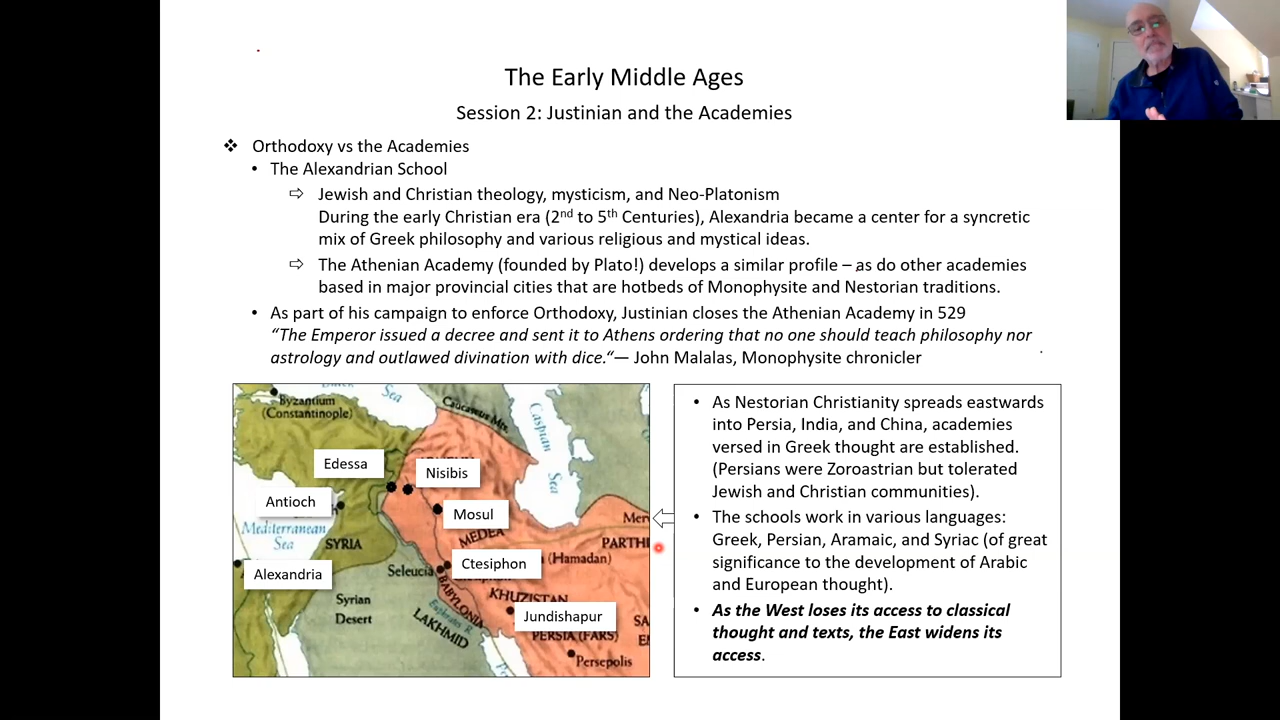 The Early Middle Ages
Session 2: Justinian and the Academies
❖ Orthodoxy vs the Academies
• The Alexandrian School
⇨ Jewish and Christian theology, mysticism, and Neo-Platonism
During the early Christian era (2nd to 5th Centuries), Alexandria became a center for a syncretic
mix of Greek philosophy and various religious and mystical ideas.
⇨ The Athenian Academy (founded by Plato!) develops a similar profile – as do other academies
based in major provincial cities that are hotbeds of Monophysite and Nestorian traditions.
• As part of his campaign to enforce Orthodoxy, Justinian closes the Athenian Academy in 529
“The Emperor issued a decree and sent it to Athens ordering that no one should teach philosophy nor
astrology and outlawed divination with dice.“— John Malalas, Monophysite chronicler
Byzantium
(Constantinople)
Sea
Caucasus Mts.
Caspian
Sea
Edessa
Nisibis
Antioch
Mosul
Mediterranean
Sea
SYRIA
MEDEA
PARTHI
(Hamadan)
Alexandria
Seleucia
Ctesiphon
BABYLONIA
Syrian
Desert
Euphrates R.
LAKHMID
KHUZISTAN
Jundishapur
PERSIA (FARS)
Persepolis
• As Nestorian Christianity spreads eastwards
into Persia, India, and China, academies
versed in Greek thought are established.
(Persians were Zoroastrian but tolerated
Jewish and Christian communities).
• The schools work in various languages:
Greek, Persian, Aramaic, and Syriac (of great
significance to the development of Arabic
and European thought).
• As the West loses its access to classical
thought and texts, the East widens its
access.